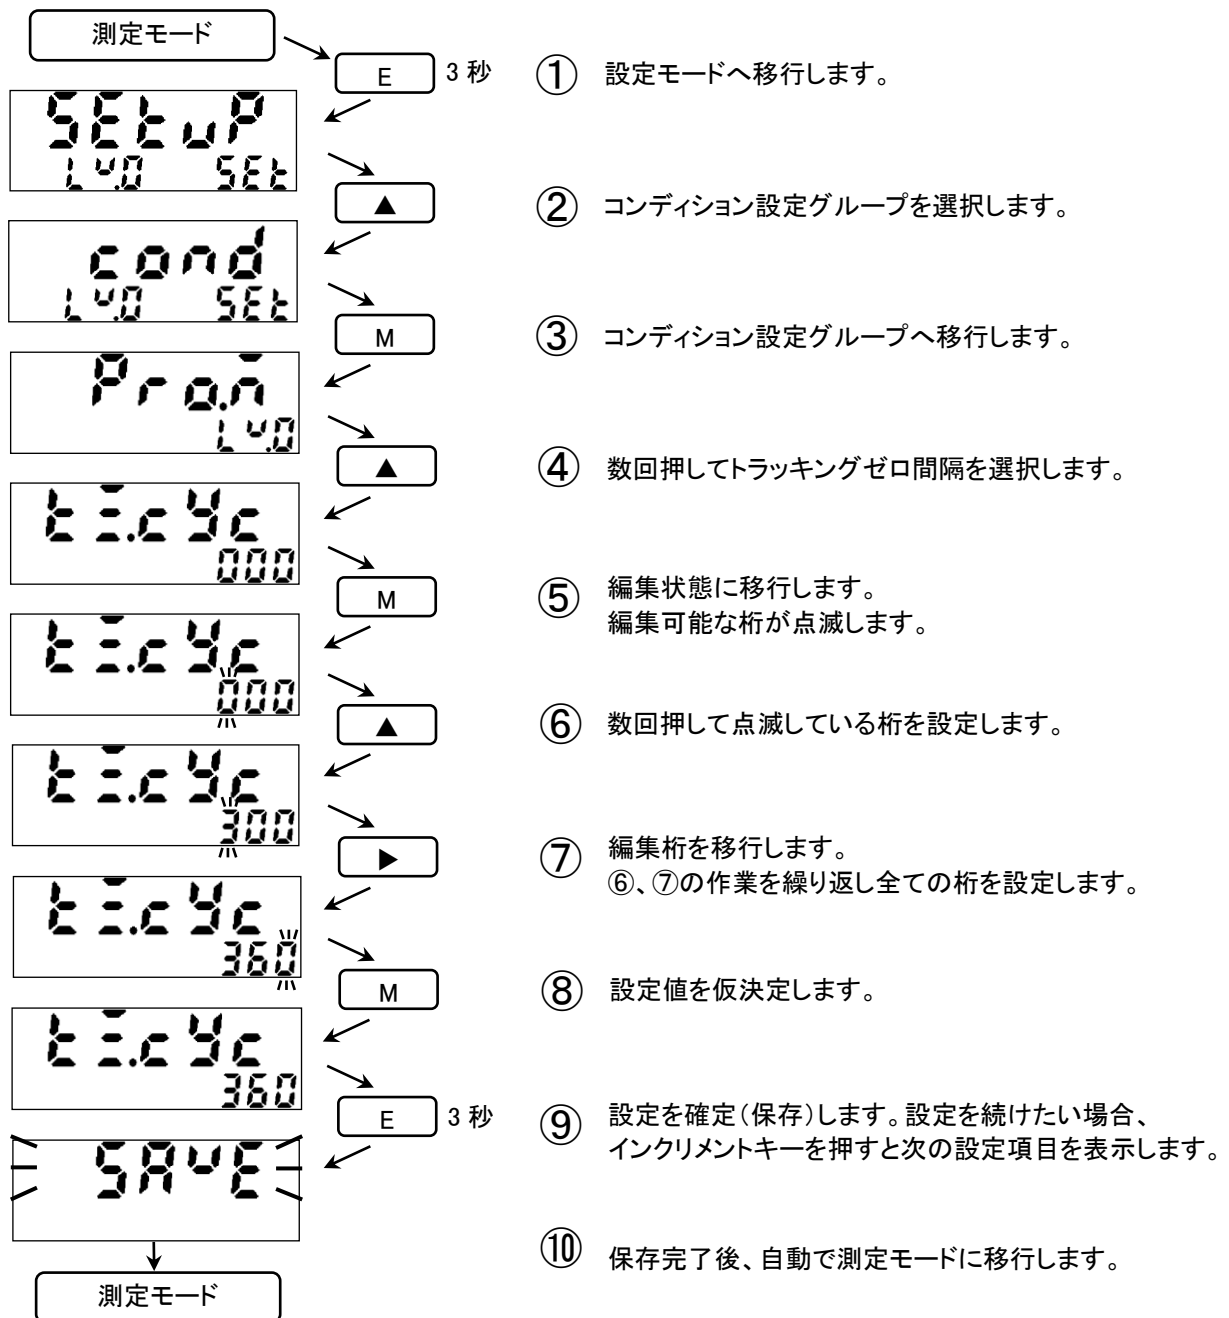 測定モード
E 3 秒 ① 設定モードへ移行します。
SEtuP
Lv.0 SEt
▲ ② コンディション設定グループを選択します。
cond
Lv.0 SEt
M ③ コンディション設定グループへ移行します。
Pro.n̄
Lv.0
▲ ④ 数回押してトラッキングゼロ間隔を選択します。
000
M ⑤ 編集状態に移行します。
編集可能な桁が点滅します。
000
▲ ⑥ 数回押して点滅している桁を設定します。
300
▶ ⑦ 編集桁を移行します。
⑥、⑦の作業を繰り返し全ての桁を設定します。
360
M ⑧ 設定値を仮決定します。
360
E 3 秒 ⑨ 設定を確定（保存）します。設定を続けたい場合、
インクリメントキーを押すと次の設定項目を表示します。
SAvE
⑩ 保存完了後、自動で測定モードに移行します。
測定モード